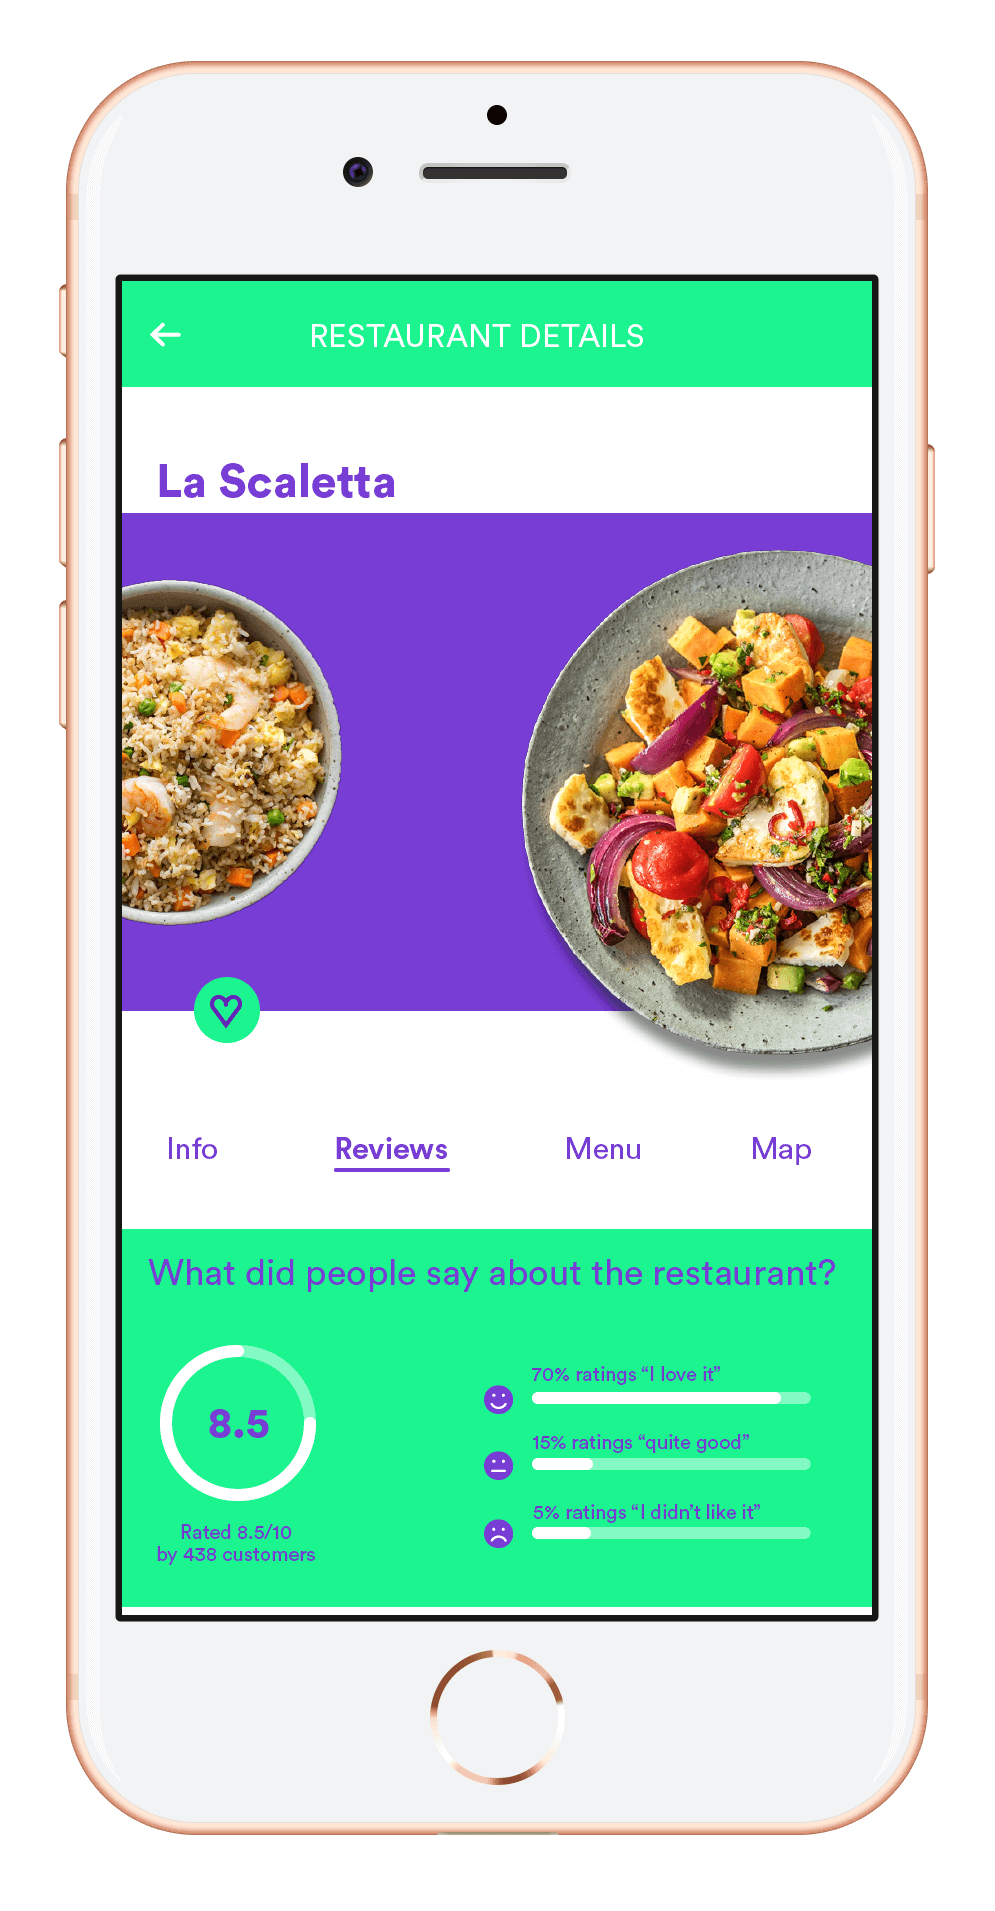 RESTAURANT DETAILS
La Scaletta
Info
Reviews
Menu
Map
What did people say about the restaurant?
8.5
Rated 8.5/10
by 438 customers
70% ratings “I love it”
15% ratings “quite good”
5% ratings “I didn’t like it”